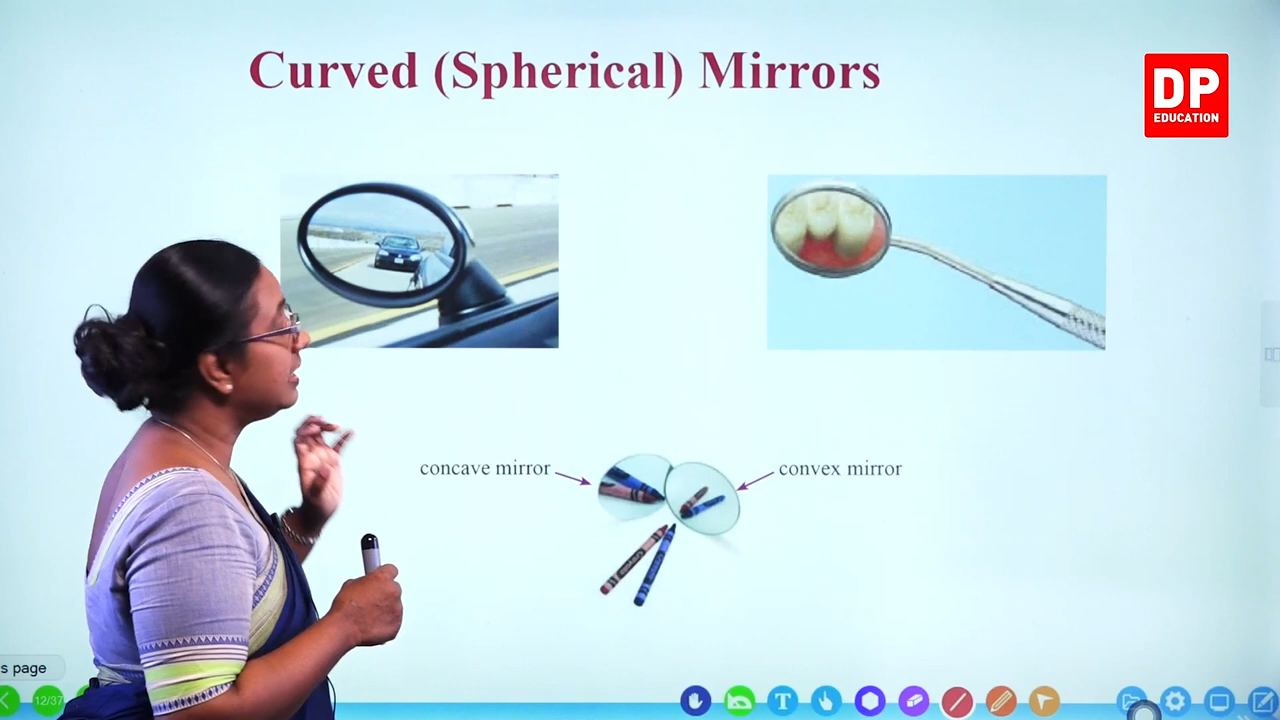 Curved (Spherical) Mirrors
DP
EDUCATION
concave mirror
convex mirror
s page
12/37
T